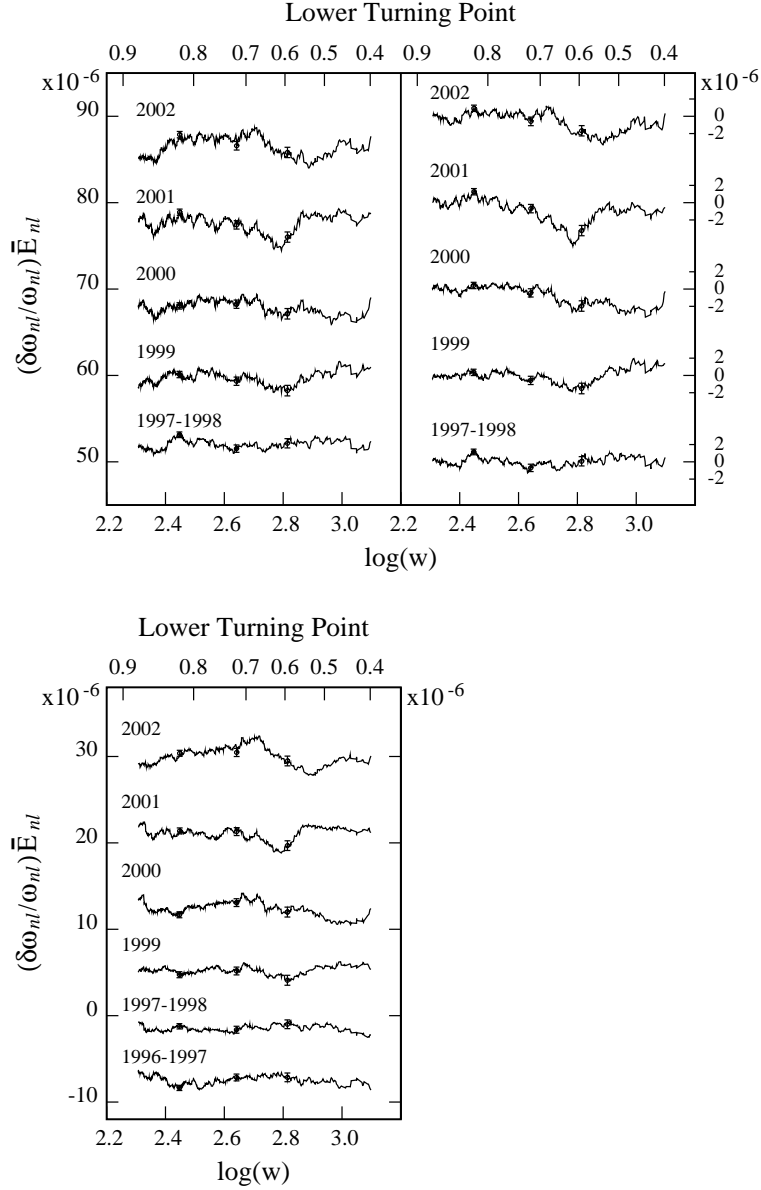 Lower Turning Point
0.9 0.8 0.7 0.6 0.5 0.4 0.9 0.8 0.7 0.6 0.5 0.4
x10⁻⁶ x10⁻⁶
90 2002 2002 0
-2
80 2001 2001 2
0
-2
70 2000 2000 2
0
-2
60 1999 1999 2
0
-2
50 1997-1998 1997-1998 2
0
-2
(δω_nl/ω_nl)Ē_nl
2.2 2.4 2.6 2.8 3.0 2.2 2.4 2.6 2.8 3.0
log(w) log(w)
Lower Turning Point
0.9 0.8 0.7 0.6 0.5 0.4
x10⁻⁶ x10⁻⁶
2002
30
2001
20
2000
10
1999
0
1997-1998
1996-1997
-10
(δω_nl/ω_nl)Ē_nl
2.2 2.4 2.6 2.8 3.0
log(w)